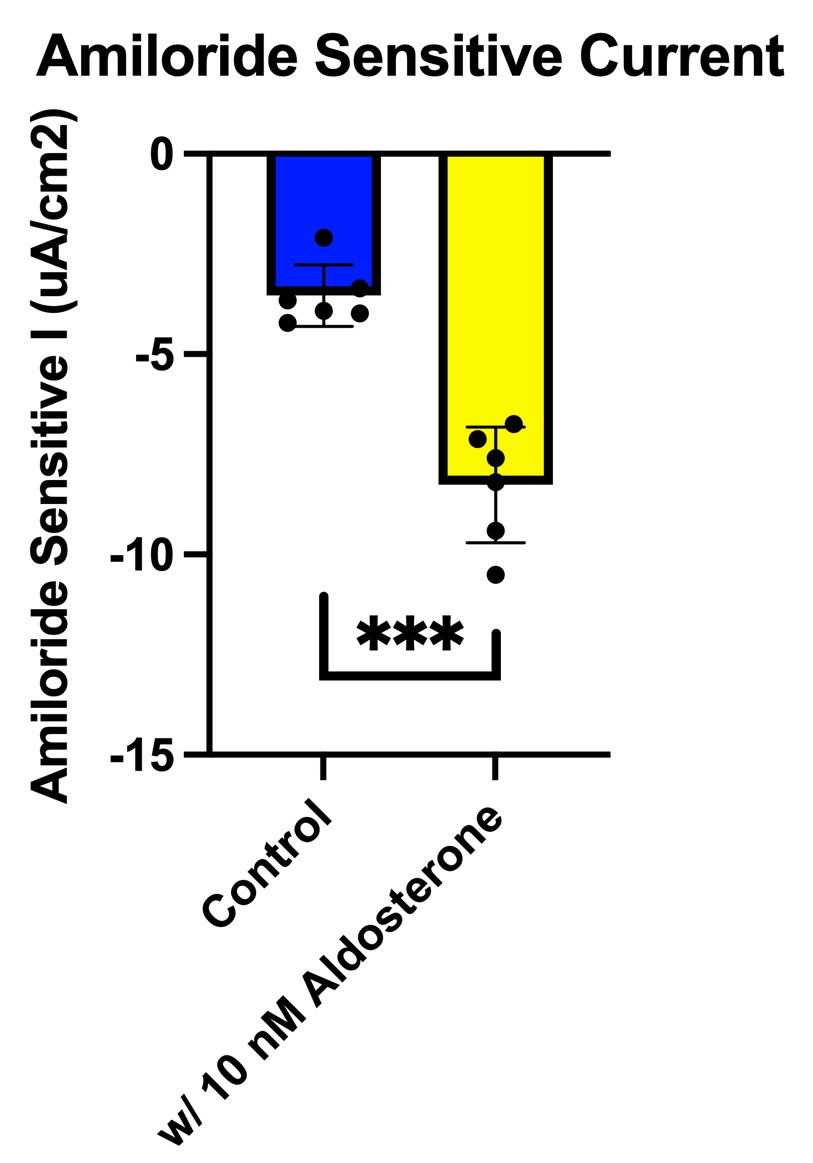 Amiloride Sensitive Current
Amiloride Sensitive I (uA/cm2)
0
-5
-10
-15
***
Control
w/ 10 nM Aldosterone